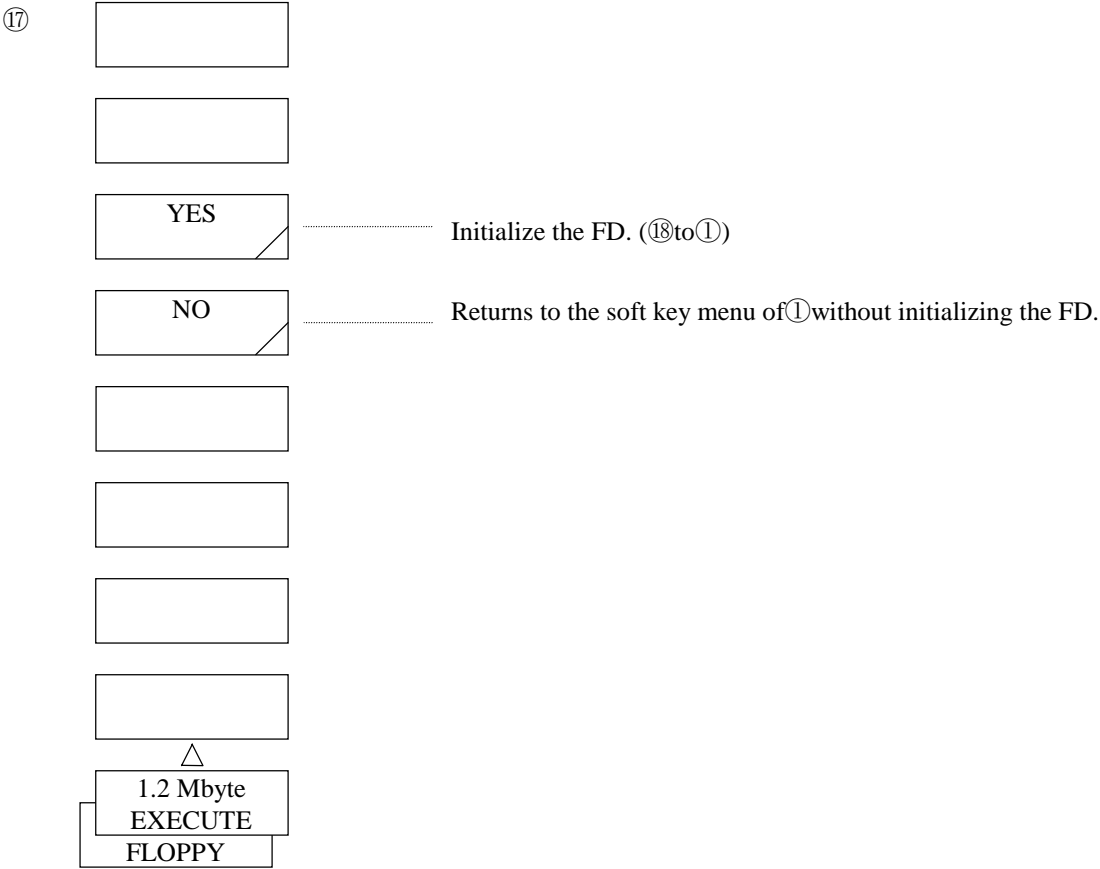 ⑰
YES
Initialize the FD. (⑱to①)
NO
Returns to the soft key menu of①without initializing the FD.
1.2 Mbyte
EXECUTE
FLOPPY